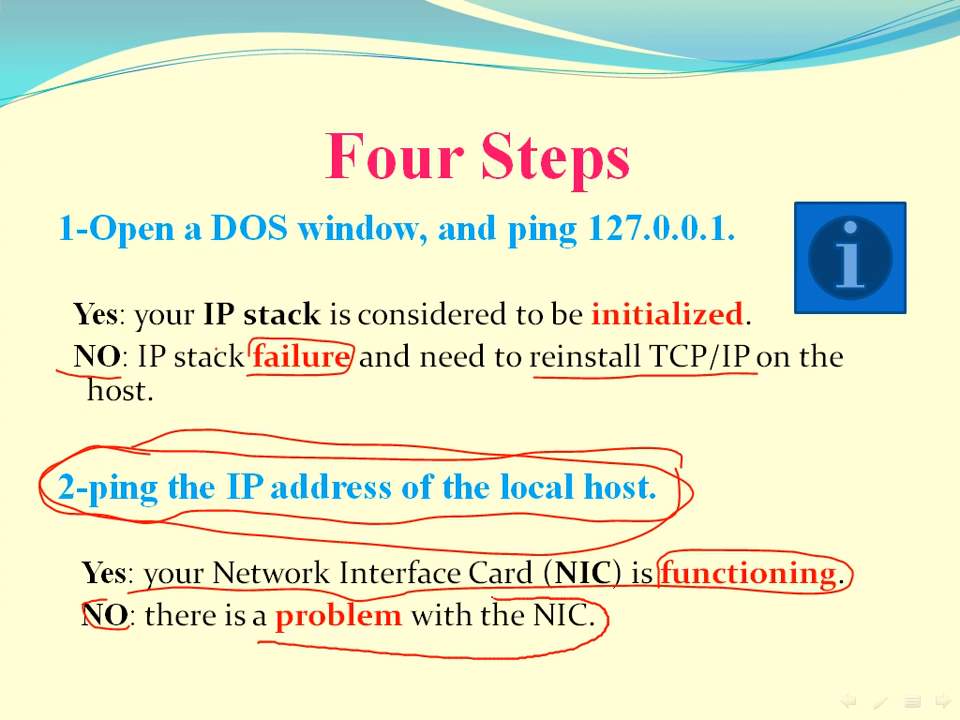 Four Steps
1-Open a DOS window, and ping 127.0.0.1.
i
Yes: your IP stack is considered to be initialized.
NO: IP stack failure and need to reinstall TCP/IP on the
host.
2-ping the IP address of the local host.
Yes: your Network Interface Card (NIC) is functioning.
NO: there is a problem with the NIC.